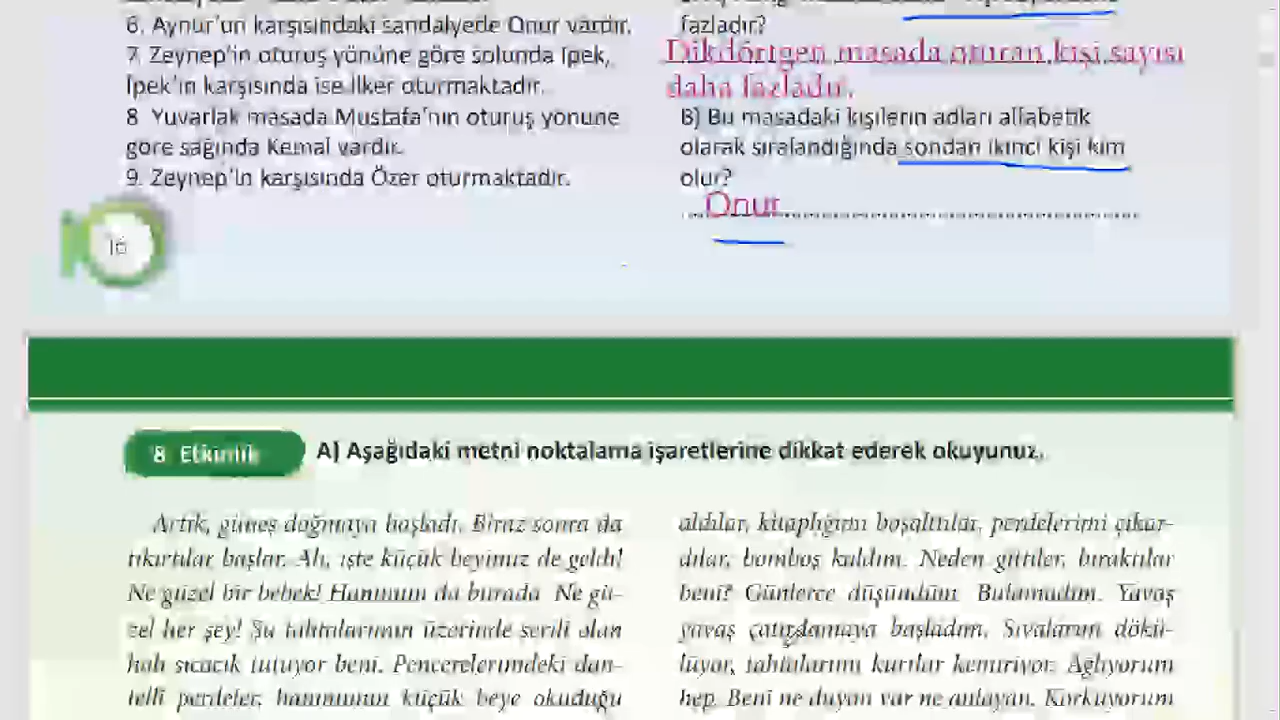 6. Aynur'un karşısındaki sandalyede Onur vardır.
7. Zeynep'in oturuş yönüne göre solunda İpek,
İpek'in karşısında ise İlker oturmaktadır.
8 Yuvarlak masada Mustafa'nın oturuş yönüne
göre sağında Kemal vardır.
9. Zeynep'in karşısında Özer oturmaktadır.
16
fazladır?
Dikdörtgen masada oturan kişi sayısı
daha fazladır.
B) Bu masadaki kişilerin adları alfabetik
olarak sıralandığında sondan ikinci kişi kim
olur?
Onur
8 Etkinlik
A) Aşağıdaki metni noktalama işaretlerine dikkat ederek okuyunuz.
Artık, güneş doğmaya başladı. Biraz sonra da
tıkırtılar başlar. Ah, işte küçük beyimiz de geldi!
Ne güzel bir bebek! Hanımım da burada. Ne gü-
zel her şey! Şu tahtalarımın üzerinde serili olan
halı sıcacık tutuyor beni. Pencerelerimdeki dan-
telli perdeler, hanımımın küçük beye okuduğu
aldılar, kitaplığımı boşalttılar, perdelerimi çıkar-
dılar, bomboş kaldım. Neden gittiler, bıraktılar
beni? Günlerce düşündüm. Bulamadım. Yavaş
yavaş çatırdamaya başladım. Sıvalarım dökü-
lüyor, tahtalarımı kurtlar kemiriyor. Ağlıyorum
hep. Beni ne duyan var ne anlayan. Korkuyorum